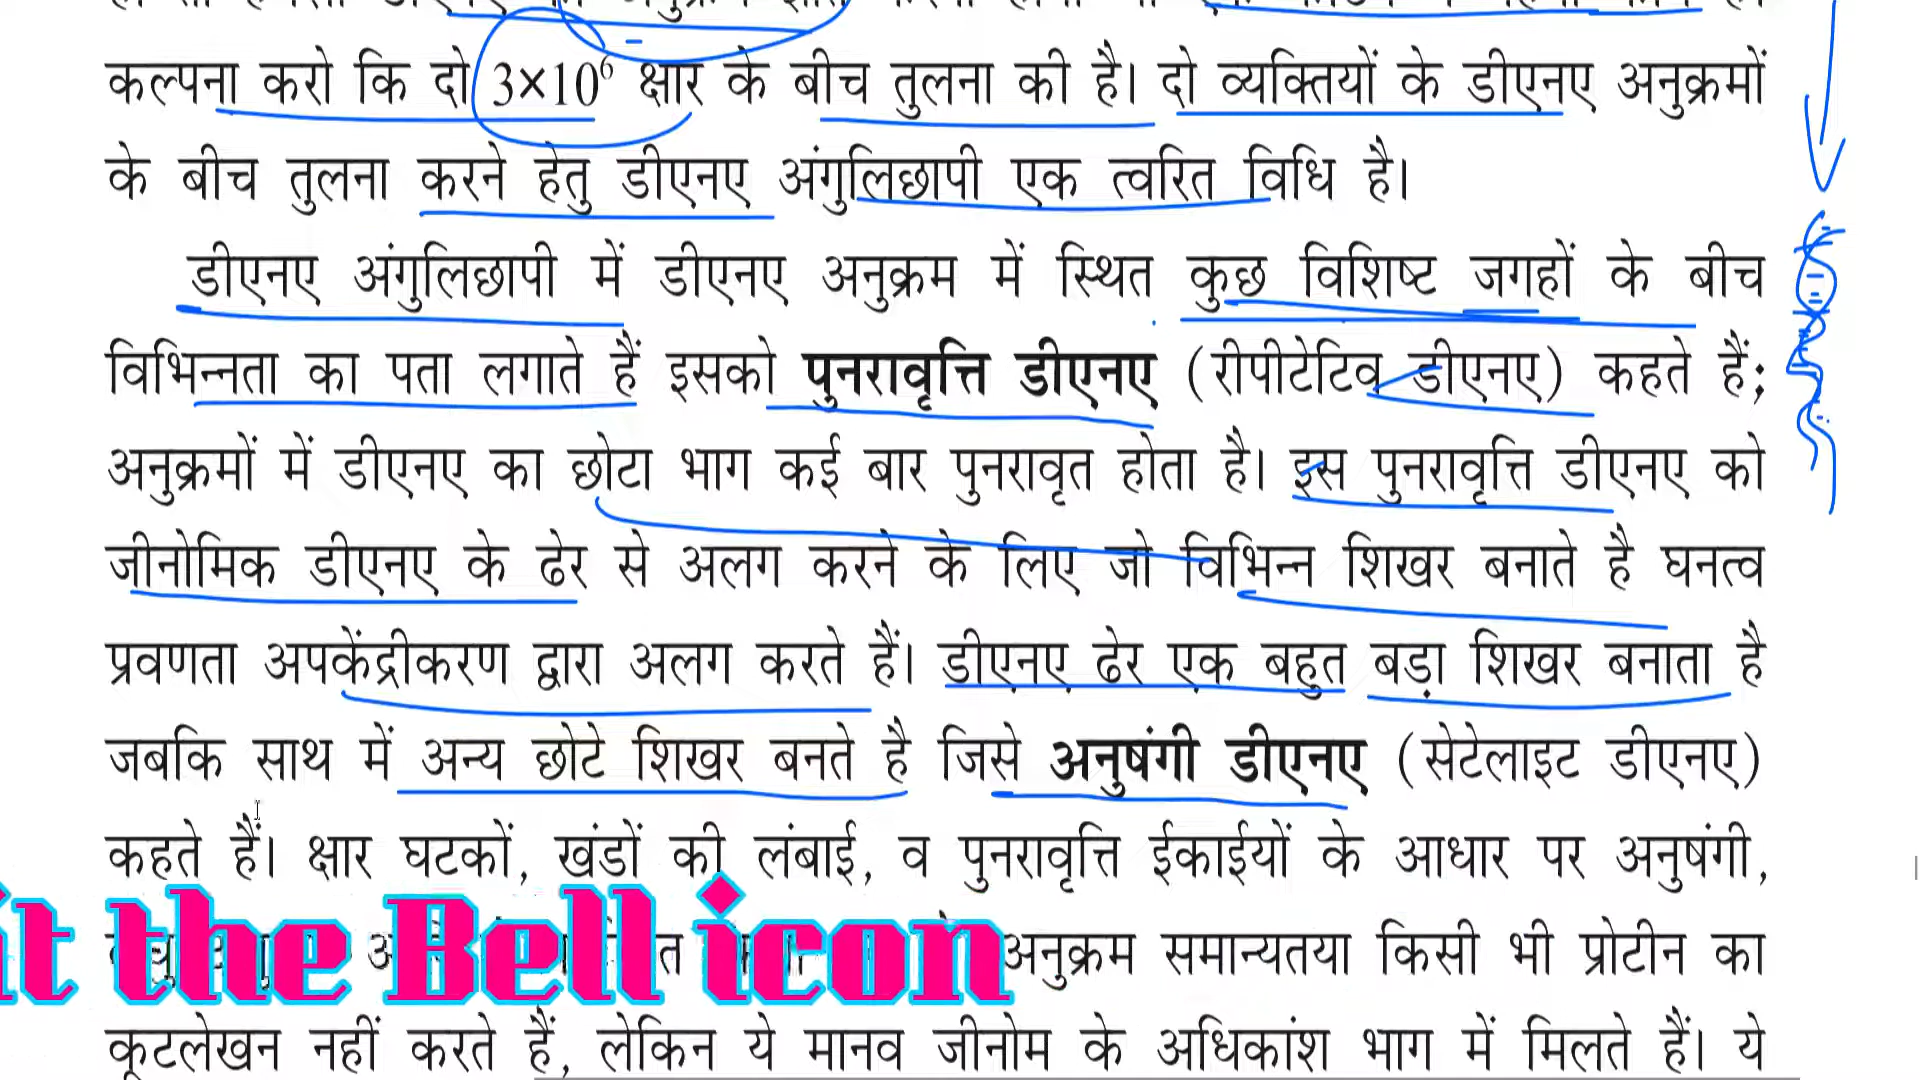 कल्पना करो कि दो 3×10⁶ क्षार के बीच तुलना की है। दो व्यक्तियों के डीएनए अनुक्रमों
के बीच तुलना करने हेतु डीएनए अंगुलिछापी एक त्वरित विधि है।
डीएनए अंगुलिछापी में डीएनए अनुक्रम में स्थित कुछ विशिष्ट जगहों के बीच
विभिन्नता का पता लगाते हैं इसको पुनरावृत्ति डीएनए (रीपीटेटिव डीएनए) कहते हैं;
अनुक्रमों में डीएनए का छोटा भाग कई बार पुनरावृत होता है। इस पुनरावृत्ति डीएनए को
जीनोमिक डीएनए के ढेर से अलग करने के लिए जो विभिन्न शिखर बनाते है घनत्व
प्रवणता अपकेंद्रीकरण द्वारा अलग करते हैं। डीएनए ढेर एक बहुत बड़ा शिखर बनाता है
जबकि साथ में अन्य छोटे शिखर बनते है जिसे अनुषंगी डीएनए (सेटेलाइट डीएनए)
कहते हैं। क्षार घटकों, खंडों की लंबाई, व पुनरावृत्ति ईकाईयों के आधार पर अनुषंगी,
अनुक्रम समान्यतया किसी भी प्रोटीन का
it the Bell icon
कूटलेखन नहीं करते हैं, लेकिन ये मानव जीनोम के अधिकांश भाग में मिलते हैं। ये